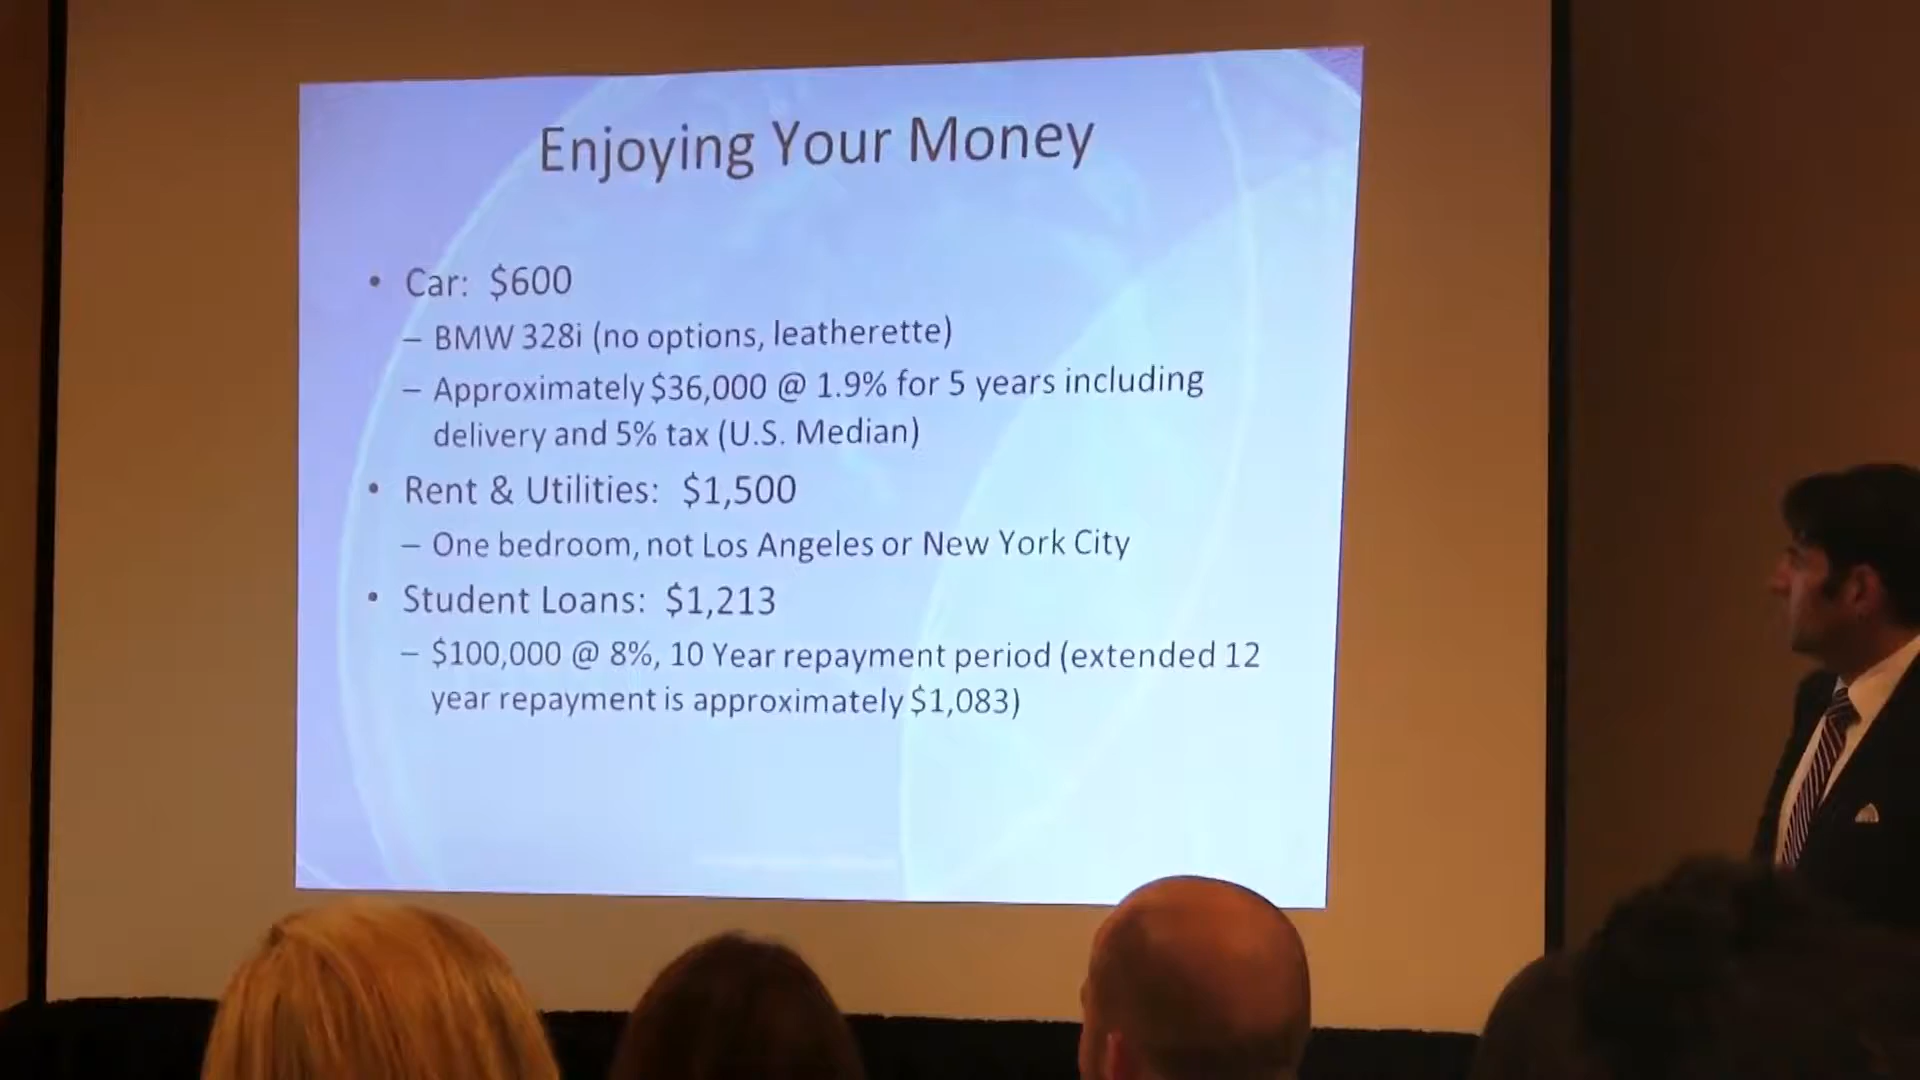 Enjoying Your Money
• Car: $600
– BMW 328i (no options, leatherette)
– Approximately $36,000 @ 1.9% for 5 years including
delivery and 5% tax (U.S. Median)
• Rent & Utilities: $1,500
– One bedroom, not Los Angeles or New York City
• Student Loans: $1,213
– $100,000 @ 8%, 10 Year repayment period (extended 12
year repayment is approximately $1,083)